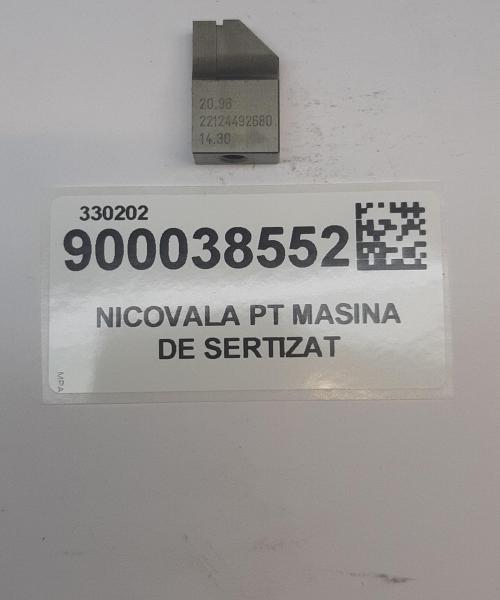 20.96
22124492680
14.30
330202
900038552
NICOVALA PT MASINA
DE SERTIZAT
MPA